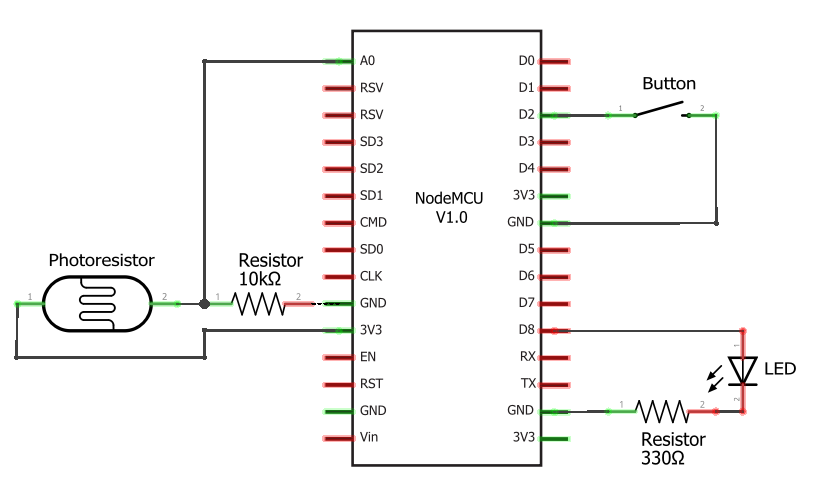 A0
RSV
RSV
SD3
SD2
SD1
CMD
SD0
CLK
GND
3V3
EN
RST
GND
Vin
NodeMCU
V1.0
D0
D1
D2
D3
D4
3V3
GND
D5
D6
D7
D8
RX
TX
GND
3V3
Button
1 2
Photoresistor
1 2
Resistor
10kΩ
1 2
LED
1
2
1 2
Resistor
330Ω